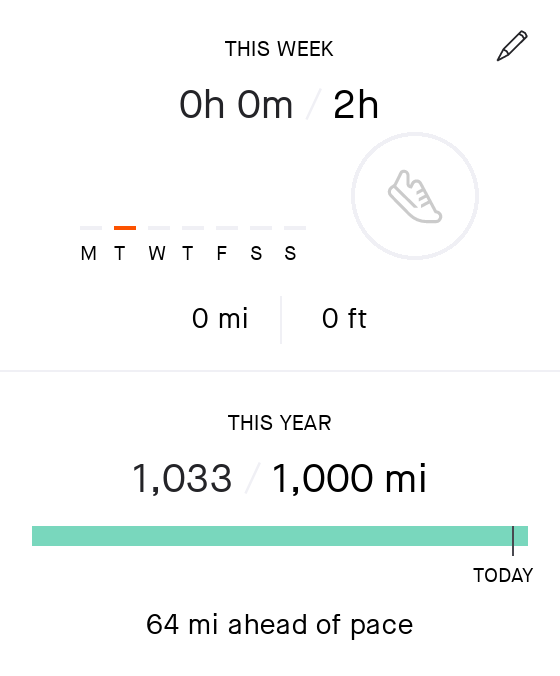 THIS WEEK
0h 0m / 2h
M T W T F S S
0 mi 0 ft
THIS YEAR
1,033 / 1,000 mi
TODAY
64 mi ahead of pace